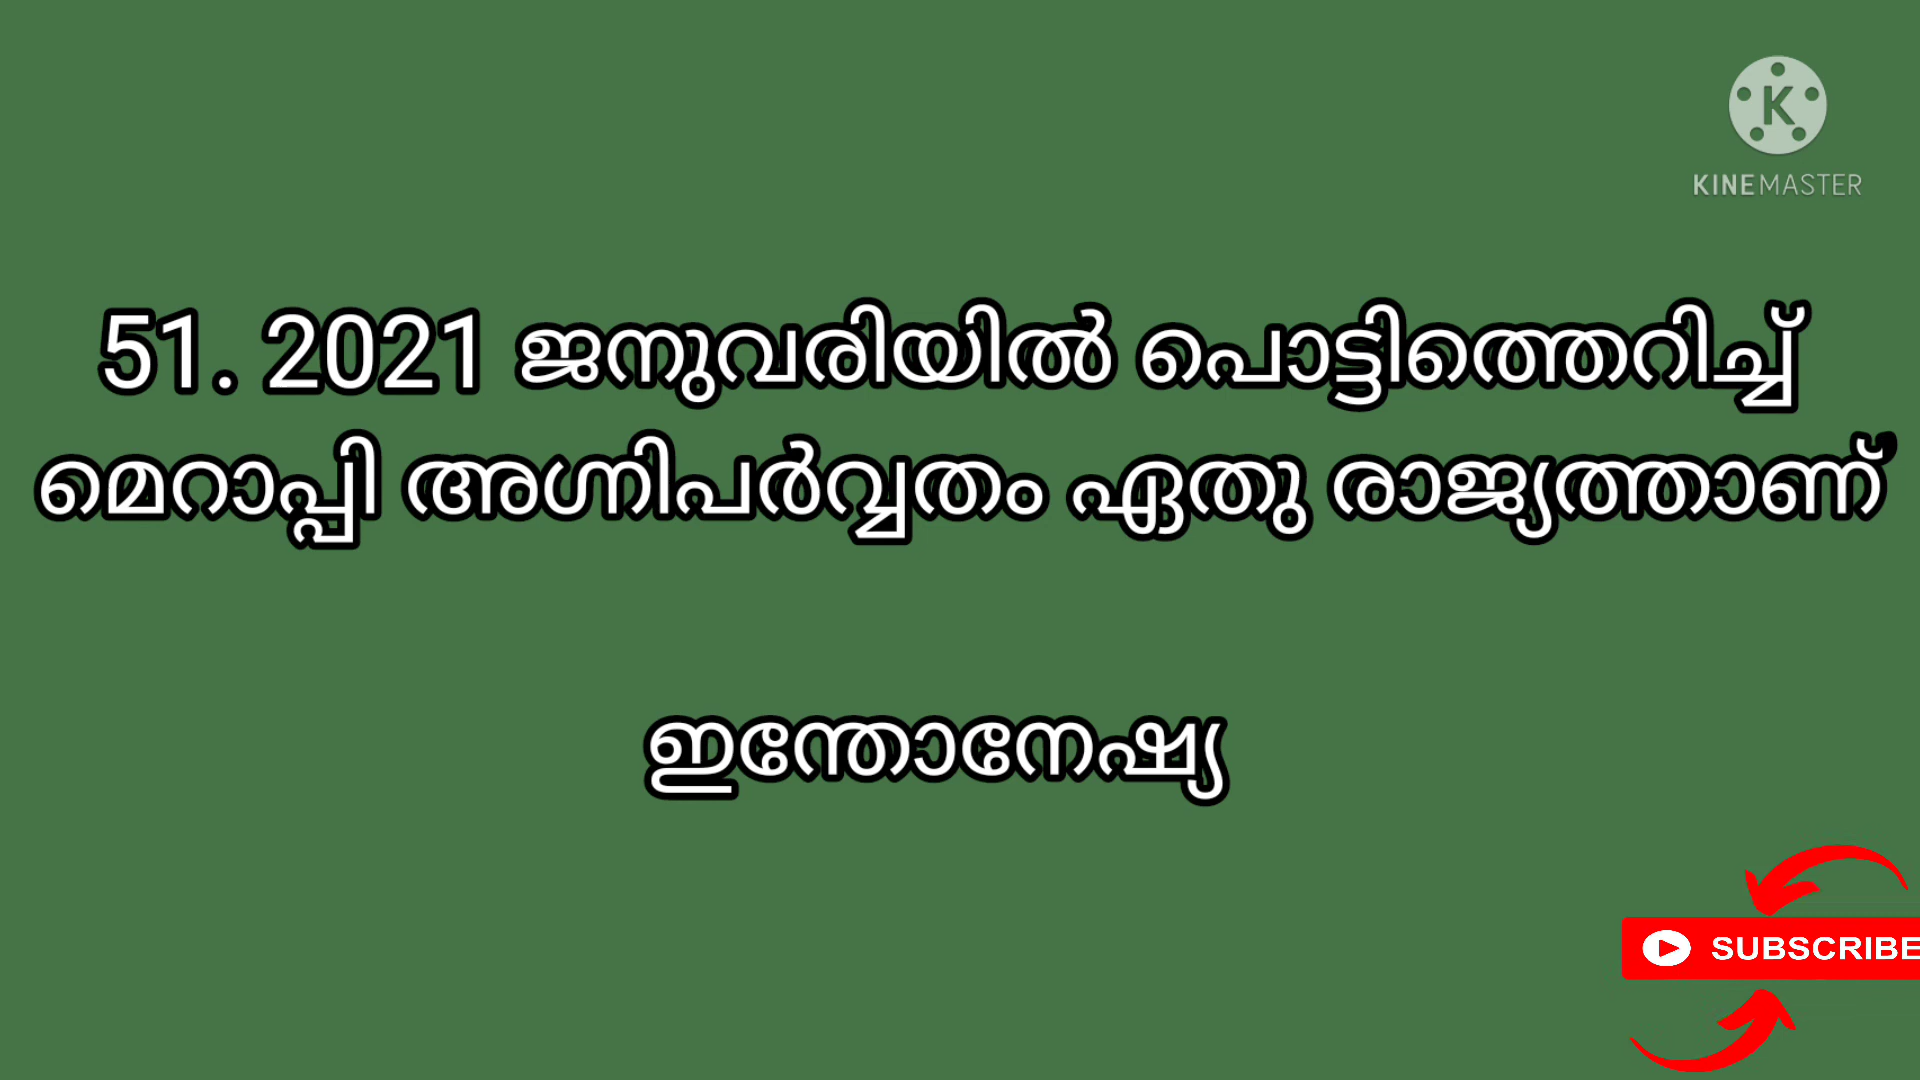 KINEMASTER
51. 2021 ജനുവരിയിൽ പൊട്ടിത്തെറിച്ച്
മെറാപ്പി അഗ്നിപർവ്വതം ഏതു രാജ്യത്താണ്
ഇന്തോനേഷ്യ
SUBSCRIBE